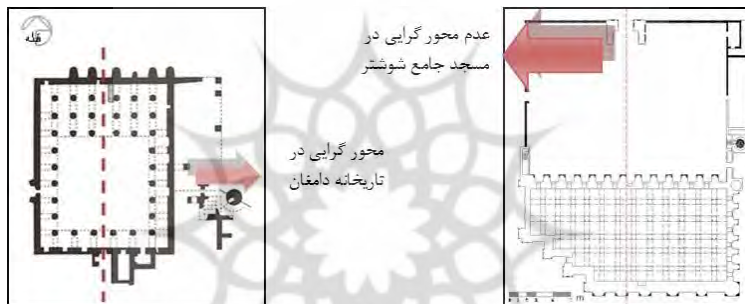 عدم محور گرایی در
مسجد جامع شوشتر
محور گرایی در
تاریخانه دامغان
قبله
m